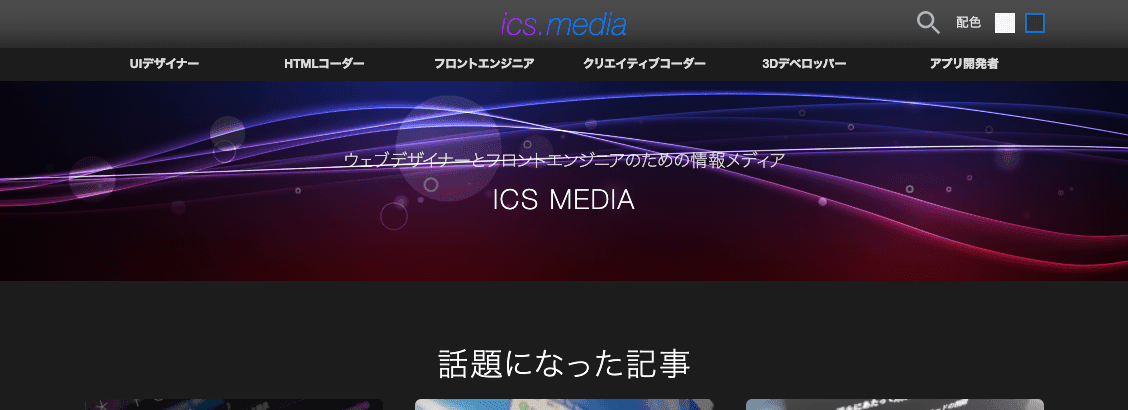 ics.media
配色
UIデザイナー
HTMLコーダー
フロントエンジニア
クリエイティブコーダー
3Dデベロッパー
アプリ開発者
ウェブデザイナーとフロントエンジニアのための情報メディア
ICS MEDIA
話題になった記事